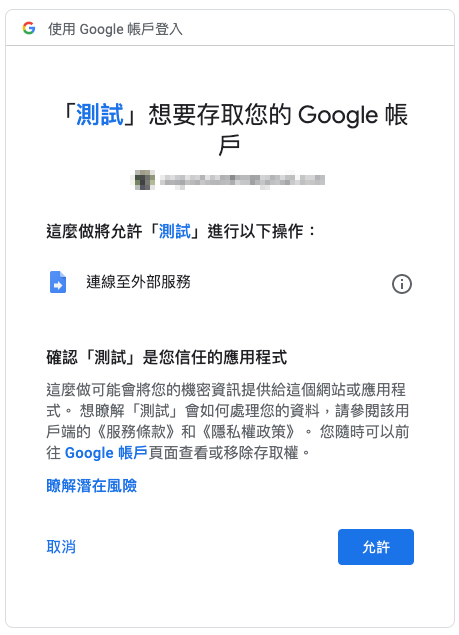 使用 Google 帳戶登入
「測試」想要存取您的 Google 帳
戶
這麼做將允許「測試」進行以下操作：
連線至外部服務
確認「測試」是您信任的應用程式
這麼做可能會將您的機密資訊提供給這個網站或應用程
式。 想瞭解「測試」會如何處理您的資料，請參閱該用
戶端的《服務條款》和《隱私權政策》。 您隨時可以前
往 Google 帳戶頁面查看或移除存取權。
瞭解潛在風險
取消
允許